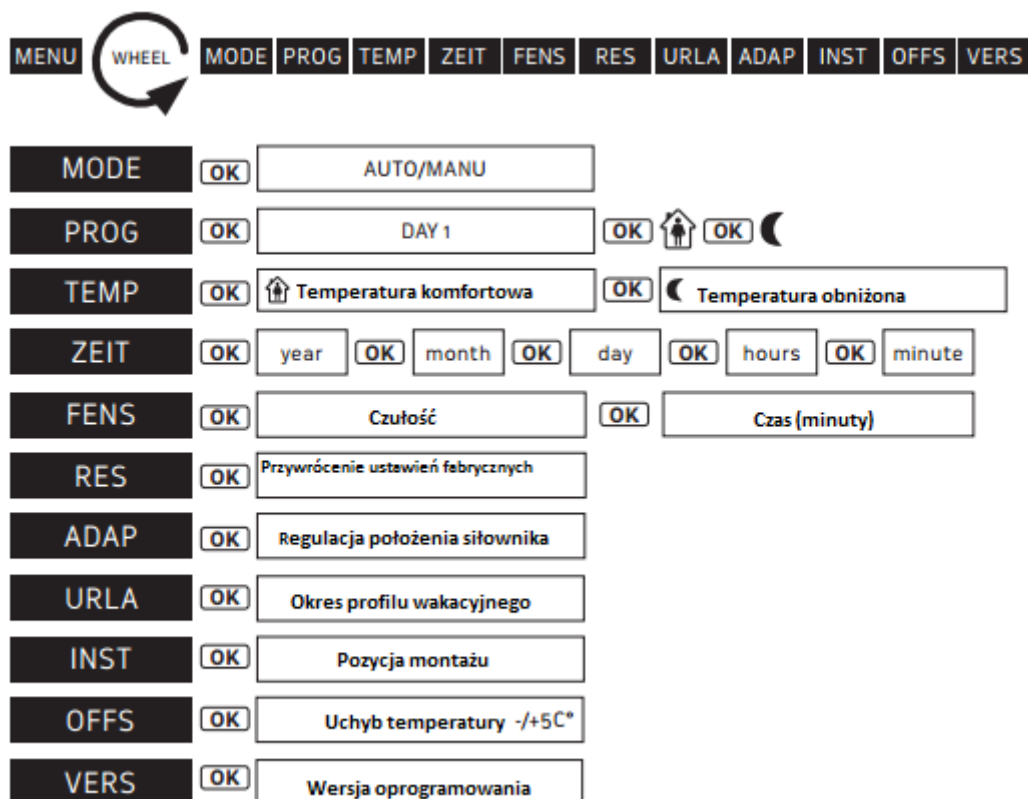 MENU WHEEL MODE PROG TEMP ZEIT FENS RES URLA ADAP INST OFFS VERS
MODE OK AUTO/MANU
PROG OK DAY 1 OK OK
TEMP OK Temperatura komfortowa OK Temperatura obniżona
ZEIT OK year OK month OK day OK hours OK minute
FENS OK Czułość OK Czas (minuty)
RES OK Przywrócenie ustawień fabrycznych
ADAP OK Regulacja położenia siłownika
URLA OK Okres profilu wakacyjnego
INST OK Pozycja montażu
OFFS OK Uchyb temperatury -/+5C°
VERS OK Wersja oprogramowania